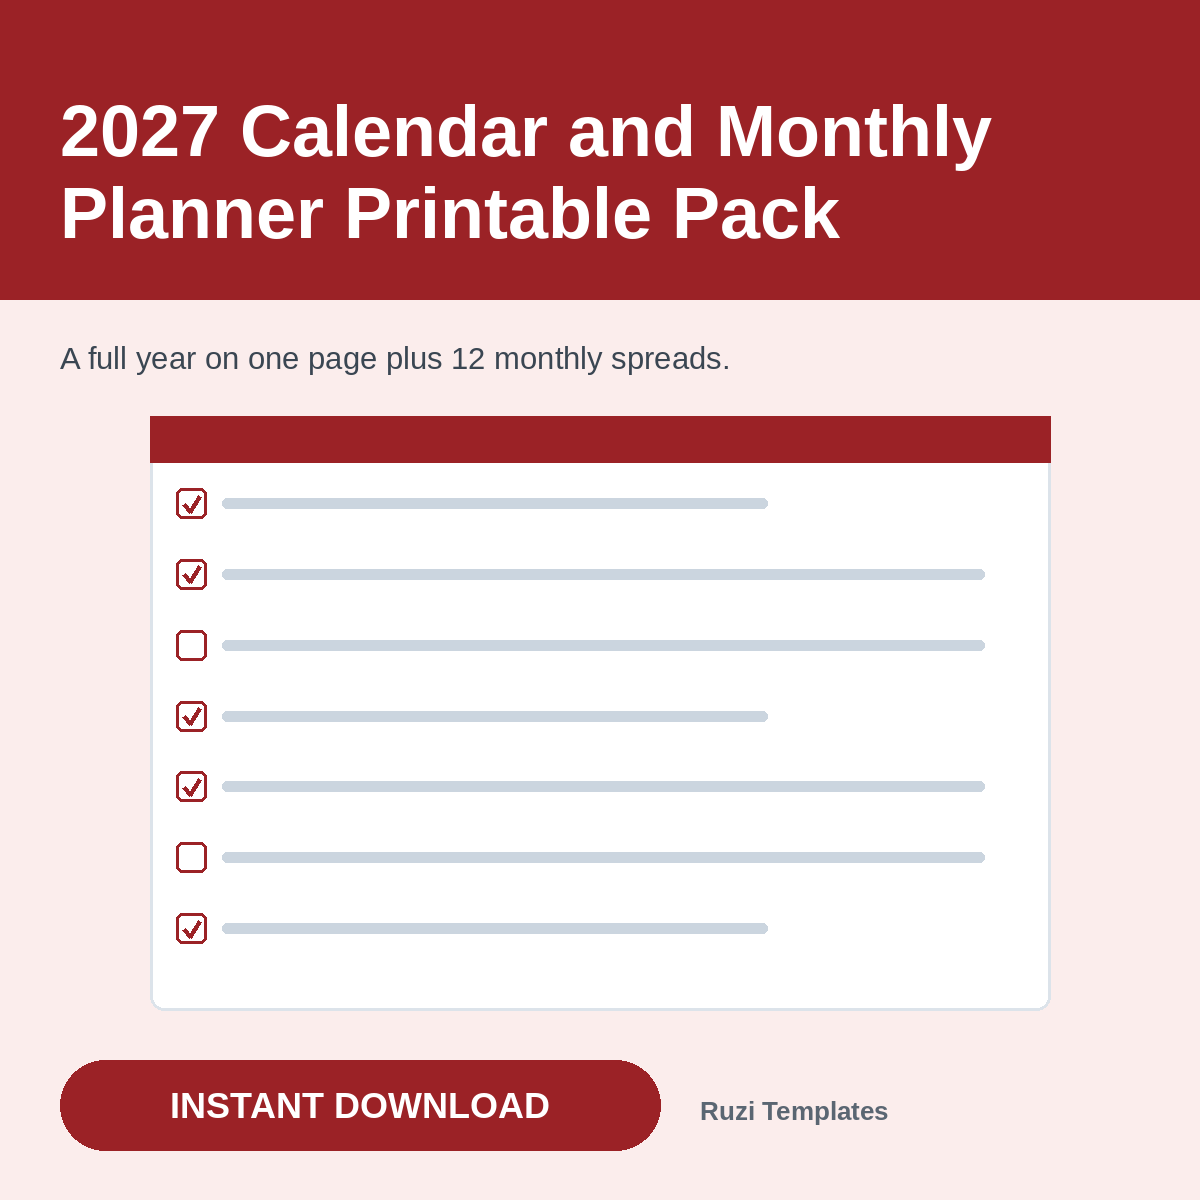 2027 Calendar and Monthly
Planner Printable Pack
A full year on one page plus 12 monthly spreads.
INSTANT DOWNLOAD
Ruzi Templates